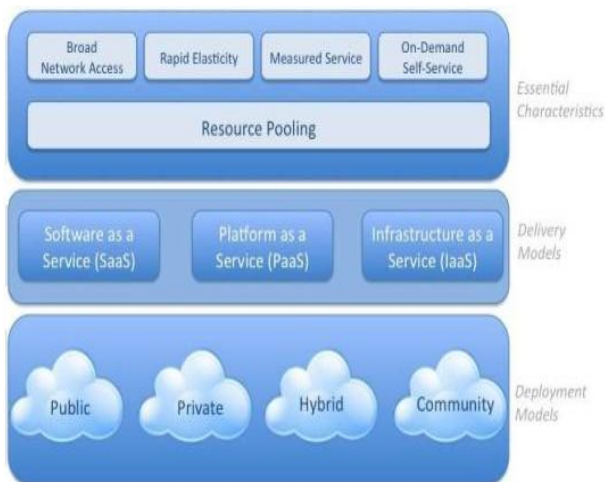 Broad
Network Access
Rapid Elasticity
Measured Service
On-Demand
Self-Service
Resource Pooling
Essential
Characteristics
Software as a
Service (SaaS)
Platform as a
Service (PaaS)
Infrastructure as a
Service (IaaS)
Delivery
Models
Public
Private
Hybrid
Community
Deployment
Models